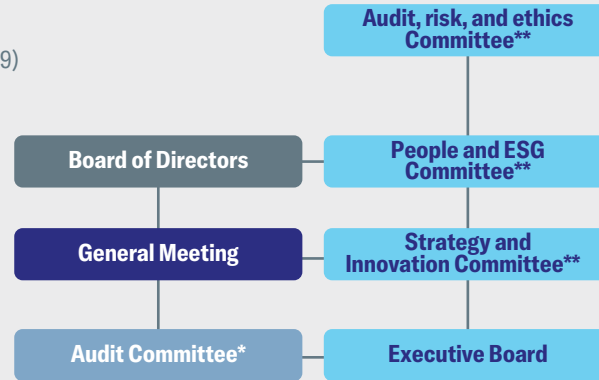 Audit, risk, and ethics
Committee**
9)
Board of Directors
People and ESG
Committee**
General Meeting
Strategy and
Innovation Committee**
Audit Committee*
Executive Board